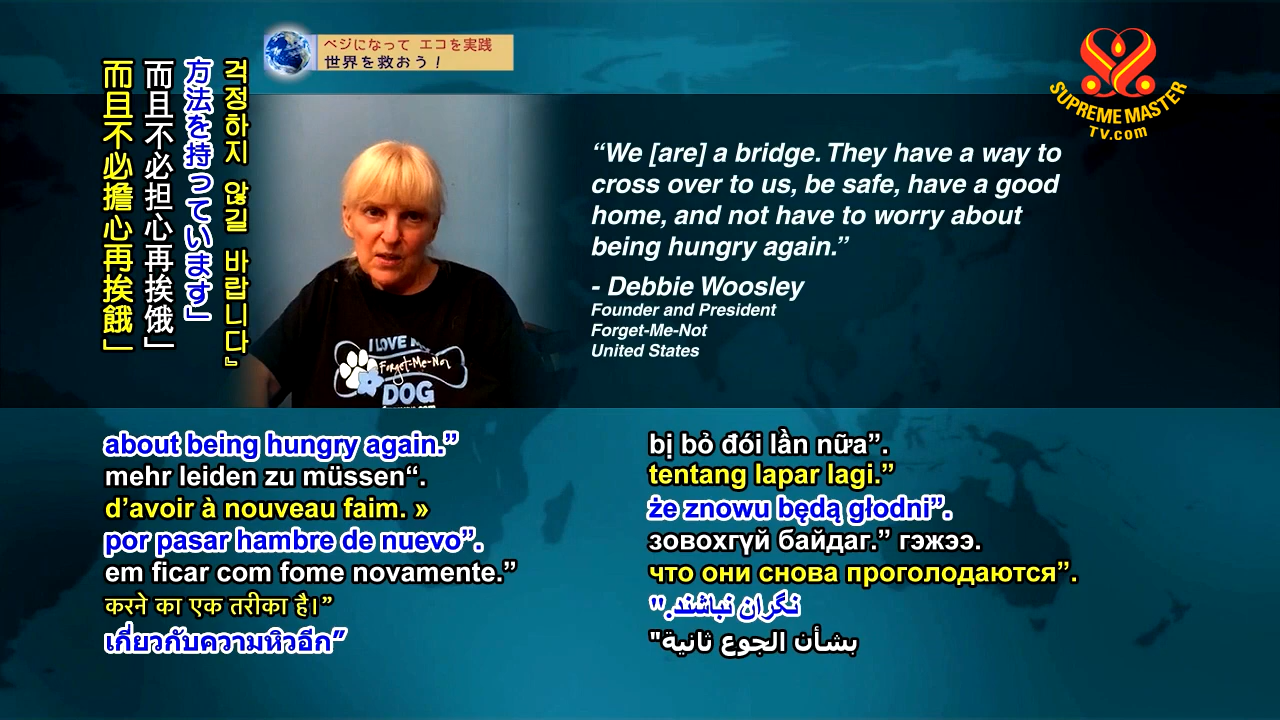 ベジになって エコを実践
世界を救おう！
SUPREME MASTER
TV.com
걱정하지 않길 바랍니다』
方法を持っています」
而且不必担心再挨饿」
而且不必擔心再挨餓」
“We [are] a bridge. They have a way to
cross over to us, be safe, have a good
home, and not have to worry about
being hungry again.”
- Debbie Woosley
Founder and President
Forget-Me-Not
United States
I LOVE MY
Forget-Me-Not
DOG
about being hungry again.”
mehr leiden zu müssen“.
d’avoir à nouveau faim. »
por pasar hambre de nuevo”.
em ficar com fome novamente.”
करने का एक तरीका है।”
เกี่ยวกับความหิวอีก”
bị bỏ đói lần nữa”.
tentang lapar lagi.”
że znowu będą głodni”.
зовохгүй байдаг.” гэжээ.
что они снова проголодаются”.
نگران نباشند."
بشأن الجوع ثانية"